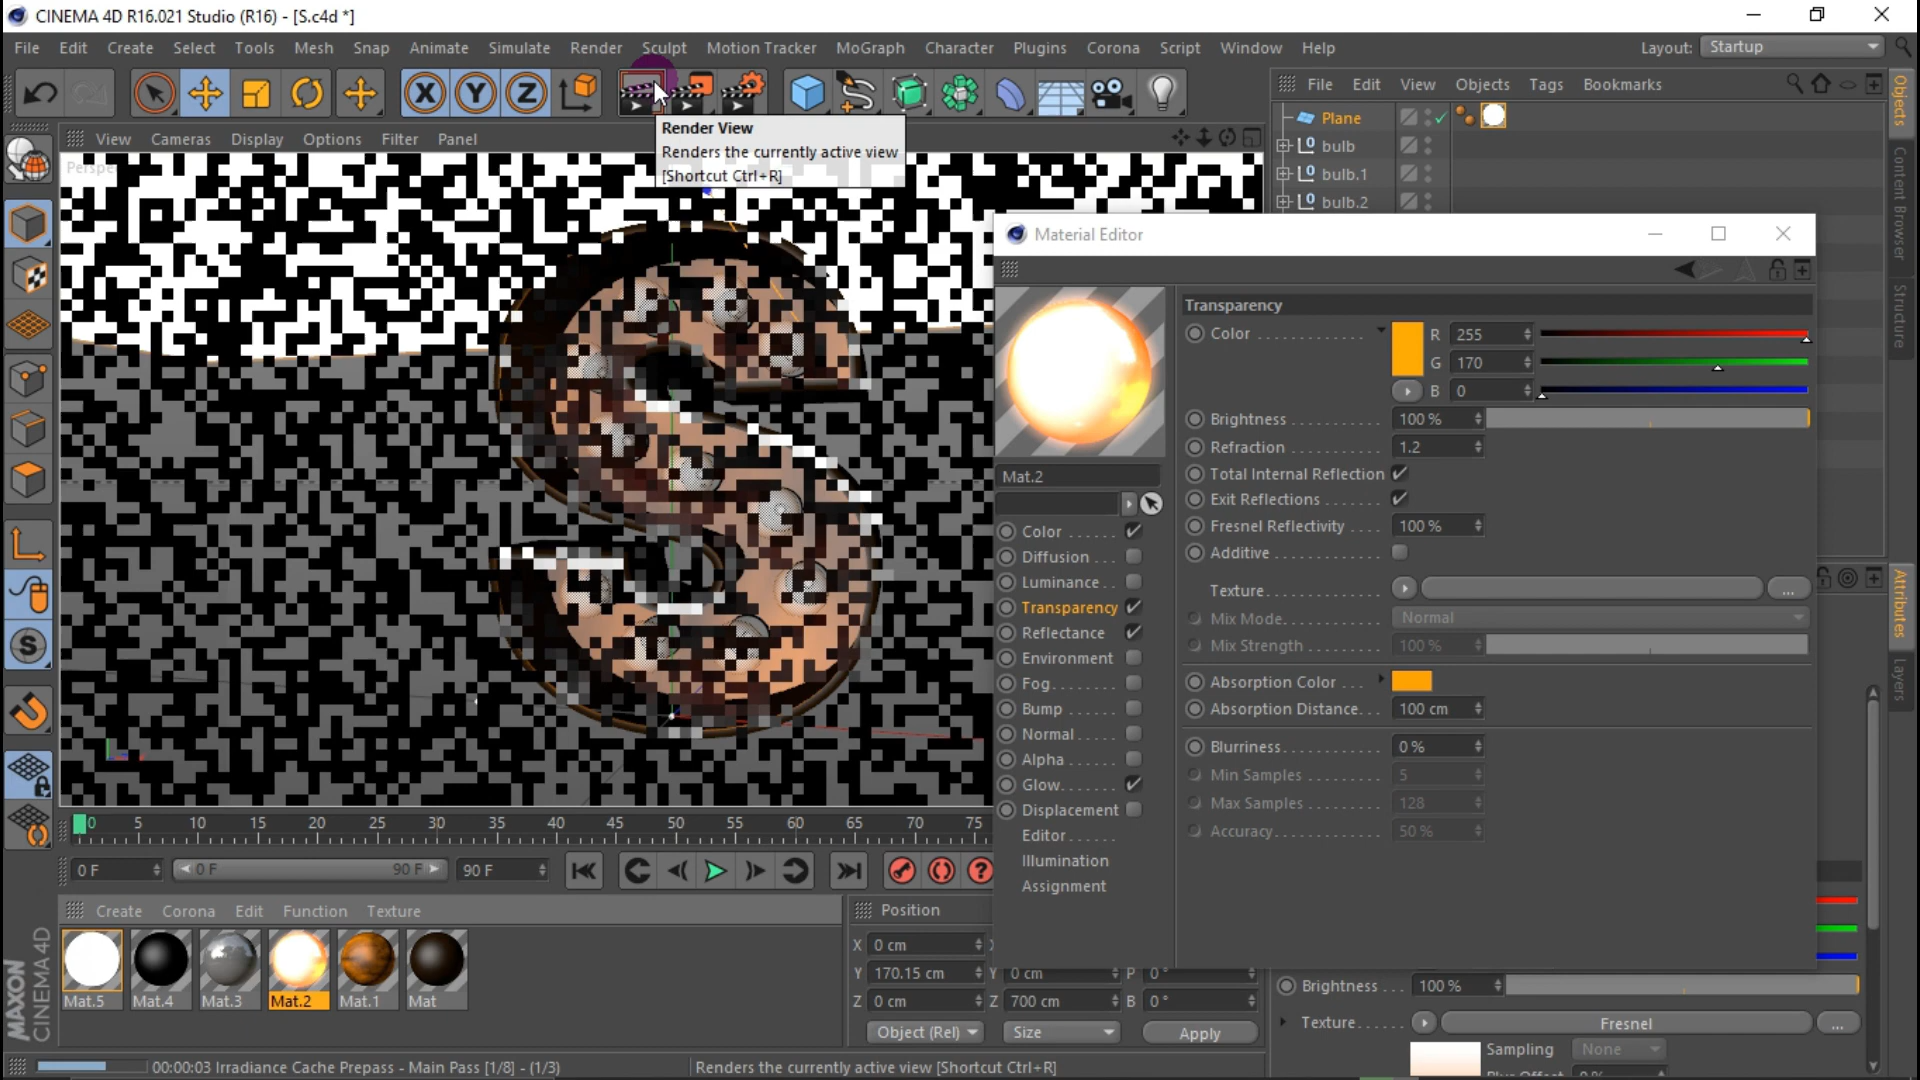 CINEMA 4D R16.021 Studio (R16) - [S.c4d *]
File Edit Create Select Tools Mesh Snap Animate Simulate Render Sculpt Motion Tracker MoGraph Character Plugins Corona Script Window Help
Layout: Startup
X Y Z
File Edit View Objects Tags Bookmarks
View Cameras Display Options Filter Panel
Render View
Renders the currently active view
[Shortcut Ctrl+R]
Perspe
Plane
bulb
bulb.1
bulb.2
Objects
Content Browser
Structure
Attributes
Layers
Material Editor
Transparency
Color R 255
G 170
B 0
Brightness 100 %
Refraction 1.2
Total Internal Reflection
Exit Reflections
Fresnel Reflectivity 100 %
Additive
Texture ...
Mix Mode Normal
Mix Strength 100 %
Absorption Color
Absorption Distance 100 cm
Blurriness 0 %
Min Samples 5
Max Samples 128
Accuracy 50 %
Mat.2
Color
Diffusion
Luminance
Transparency
Reflectance
Environment
Fog
Bump
Normal
Alpha
Glow
Displacement
Editor
Illumination
Assignment
0 5 10 15 20 25 30 35 40 45 50 55 60 65 70 75
0 F 0 F 90 F 90 F
Create Corona Edit Function Texture
Mat.5 Mat.4 Mat.3 Mat.2 Mat.1 Mat
Position
X 0 cm
Y 170.15 cm Y 0 cm P 0 °
Z 0 cm Z 700 cm B 0 °
Object (Rel) Size Apply
Brightness 100 %
Texture Fresnel ...
Sampling None
MAXON
CINEMA 4D
00:00:03 Irradiance Cache Prepass - Main Pass [1/8] - (1/3)
Renders the currently active view [Shortcut Ctrl+R]